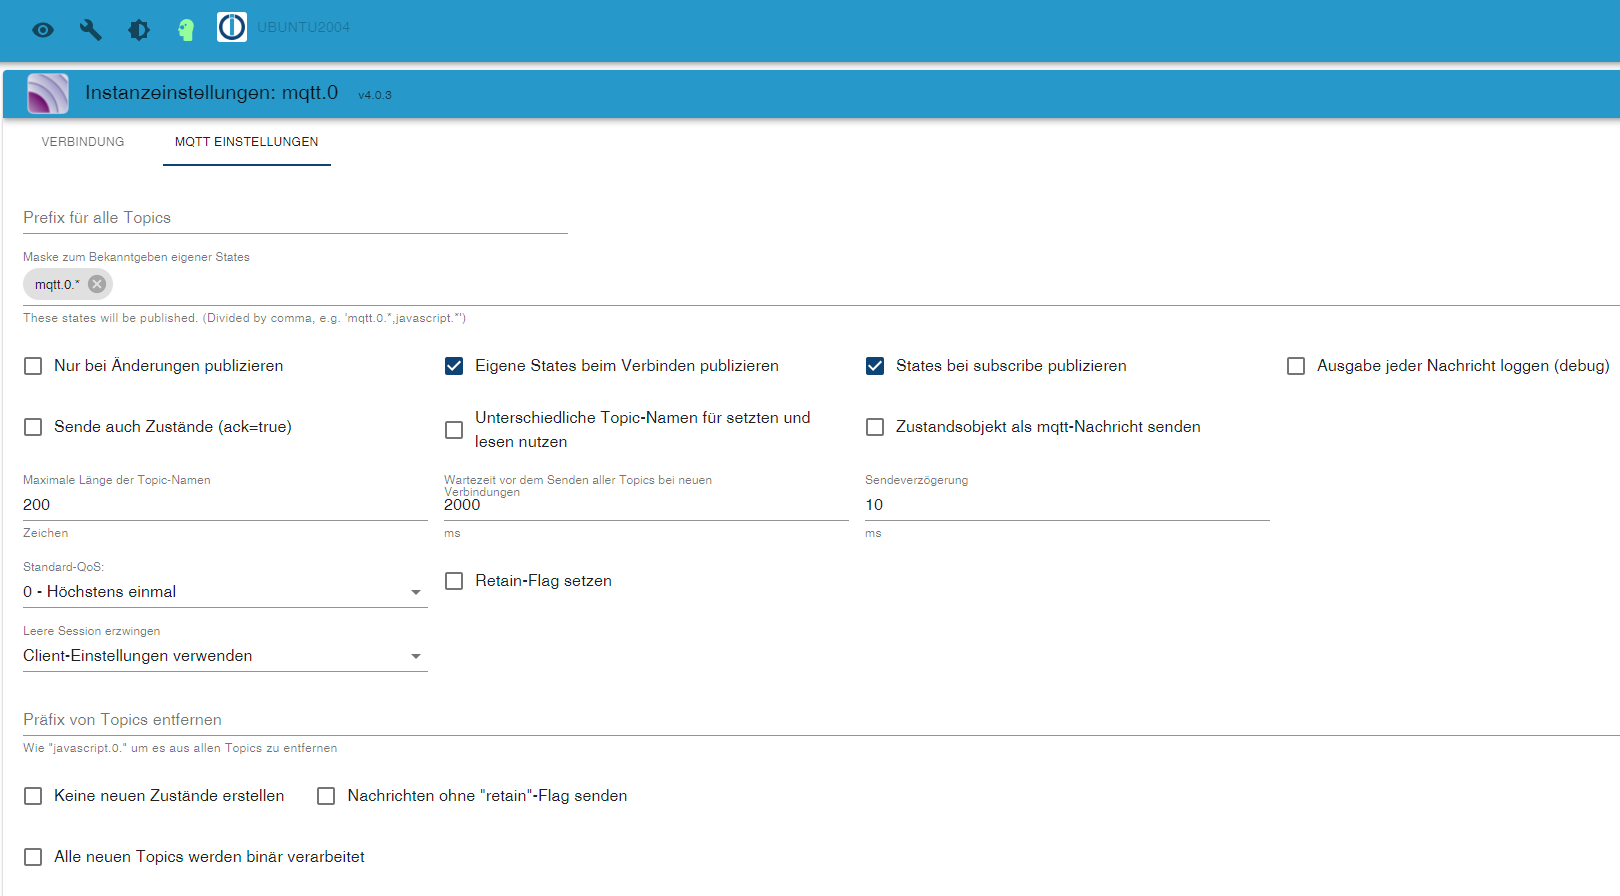 UBUNTU2004
Instanzeinstellungen: mqtt.0 v4.0.3
VERBINDUNG MQTT EINSTELLUNGEN
Prefix für alle Topics
Maske zum Bekanntgeben eigener States
mqtt.0.*
These states will be published. (Divided by comma, e.g. 'mqtt.0.*,javascript.*')
Nur bei Änderungen publizieren
Eigene States beim Verbinden publizieren
States bei subscribe publizieren
Ausgabe jeder Nachricht loggen (debug)
Sende auch Zustände (ack=true)
Unterschiedliche Topic-Namen für setzten und
lesen nutzen
Zustandsobjekt als mqtt-Nachricht senden
Maximale Länge der Topic-Namen
200
Zeichen
Wartezeit vor dem Senden aller Topics bei neuen
Verbindungen
2000
ms
Sendeverzögerung
10
ms
Standard-QoS:
0 - Höchstens einmal
Retain-Flag setzen
Leere Session erzwingen
Client-Einstellungen verwenden
Präfix von Topics entfernen
Wie "javascript.0." um es aus allen Topics zu entfernen
Keine neuen Zustände erstellen
Nachrichten ohne "retain"-Flag senden
Alle neuen Topics werden binär verarbeitet